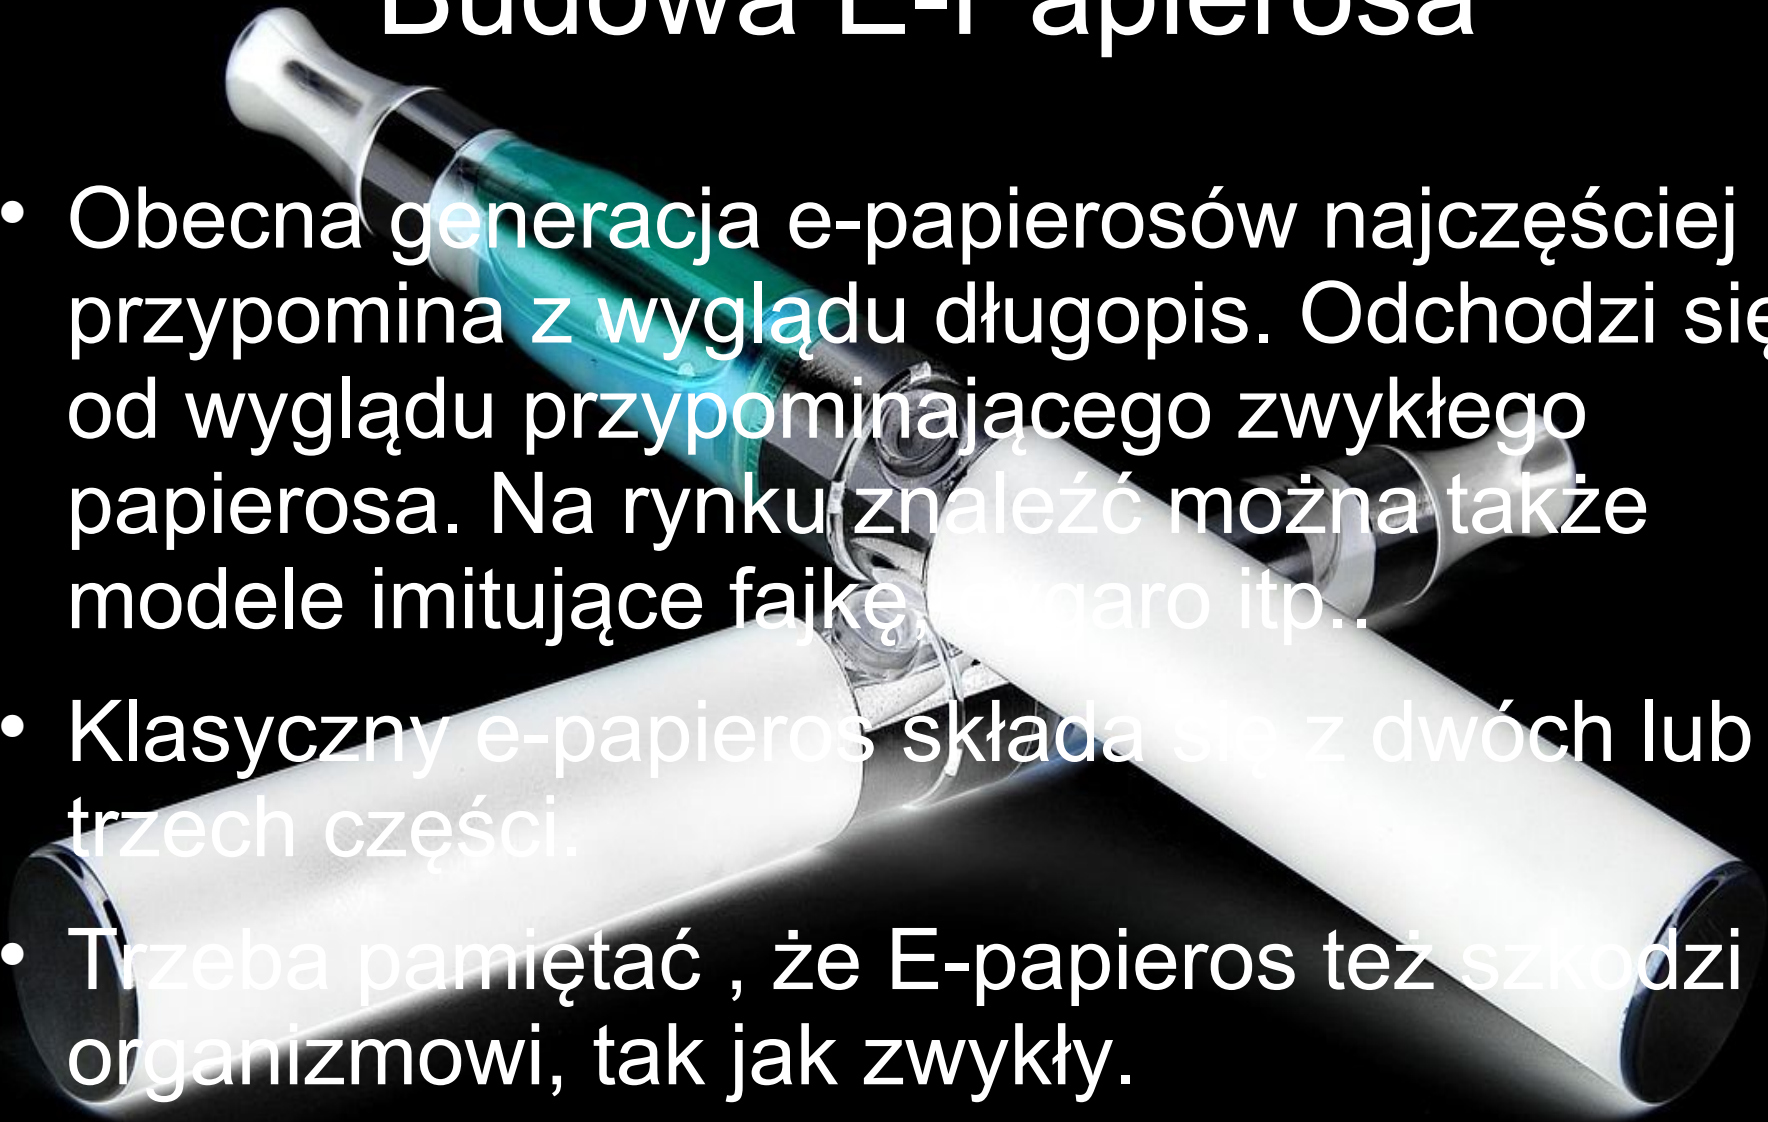 Budowa E-Papierosa
• Obecna generacja e-papierosów najczęściej
przypomina z wyglądu długopis. Odchodzi się
od wyglądu przypominającego zwykłego
papierosa. Na rynku znaleźć można także
modele imitujące fajkę, cygaro itp..
• Klasyczny e-papieros składa się z dwóch lub
trzech części.
• Trzeba pamiętać , że E-papieros też szkodzi
organizmowi, tak jak zwykły.